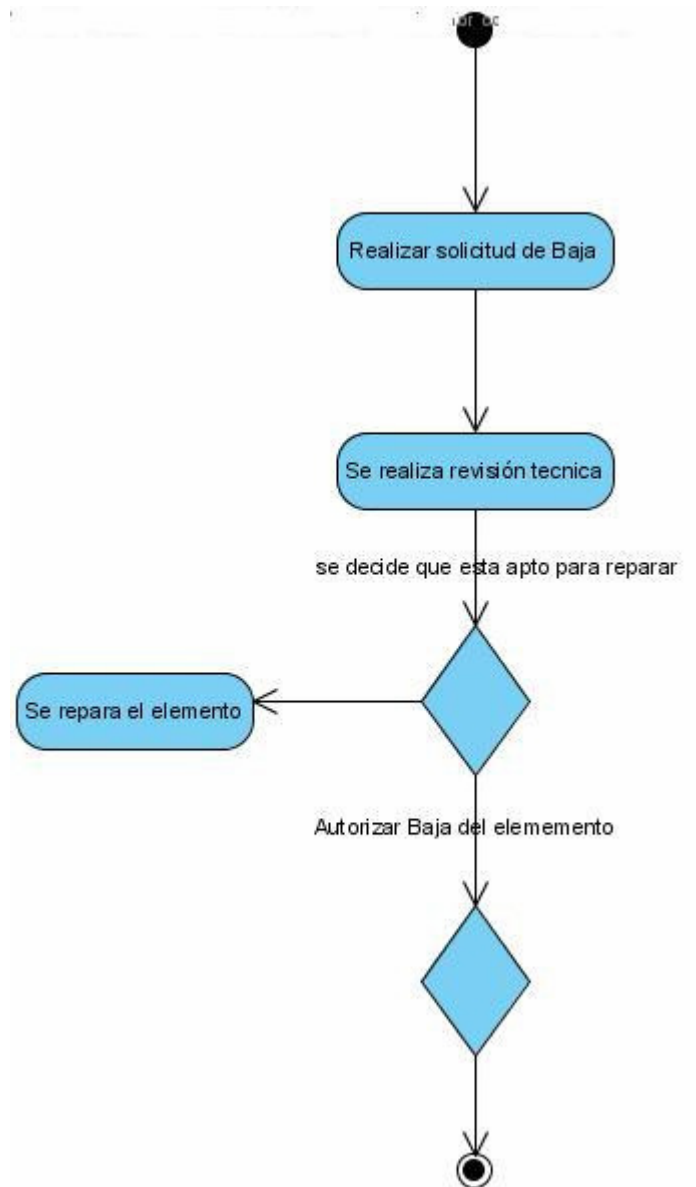 Realizar solicitud de Baja
Se realiza revisión tecnica
se decide que esta apto para reparar
Se repara el elemento
Autorizar Baja del elememento